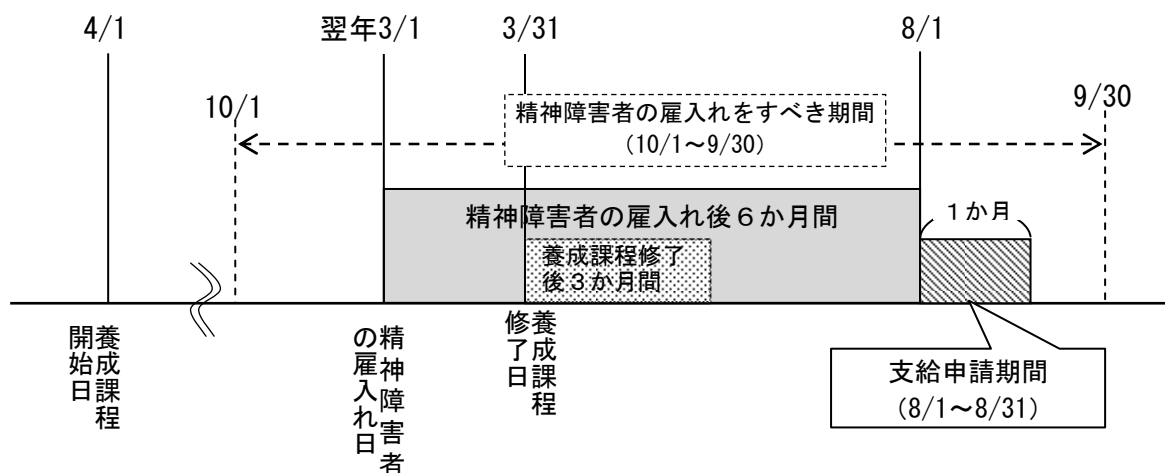 4/1
翌年3/1
3/31
8/1
10/1
9/30
精神障害者の雇入れをすべき期間
（10/1～9/30）
精神障害者の雇入れ後６か月間
１か月
養成課程修了
後３か月間
養成課程
開始日
精神障害者
の雇入れ日
養成課程
修了日
支給申請期間
（8/1～8/31）